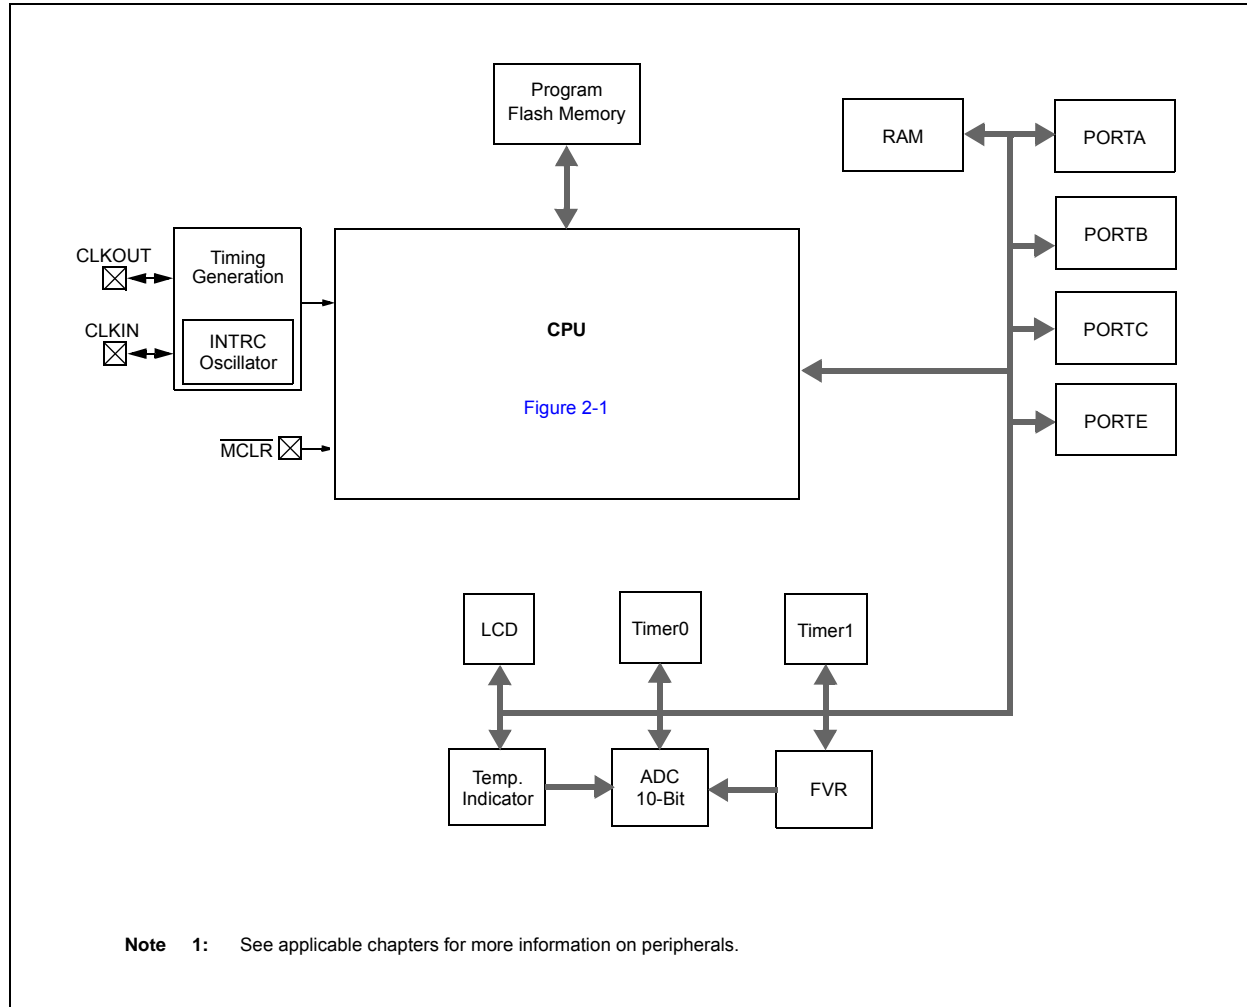 Program
Flash Memory
RAM
PORTA
PORTB
CLKOUT
Timing
Generation
CLKIN
INTRC
Oscillator
CPU
PORTC
Figure 2-1
PORTE
MCLR
LCD
Timer0
Timer1
Temp.
Indicator
ADC
10-Bit
FVR
Note 1: See applicable chapters for more information on peripherals.